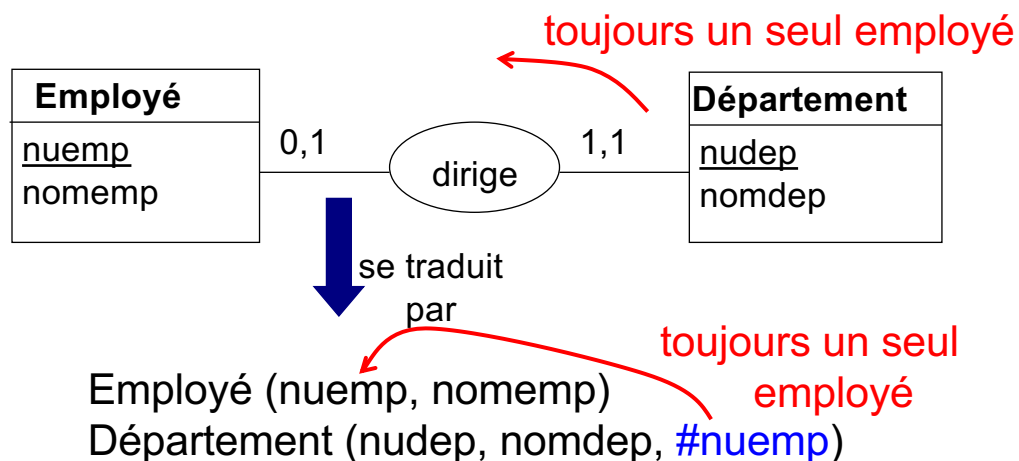 toujours un seul employé
Employé
nuemp
nomemp
0,1
dirige
1,1
Département
nudep
nomdep
se traduit
par
toujours un seul
employé
Employé (nuemp, nomemp)
Département (nudep, nomdep, #nuemp)